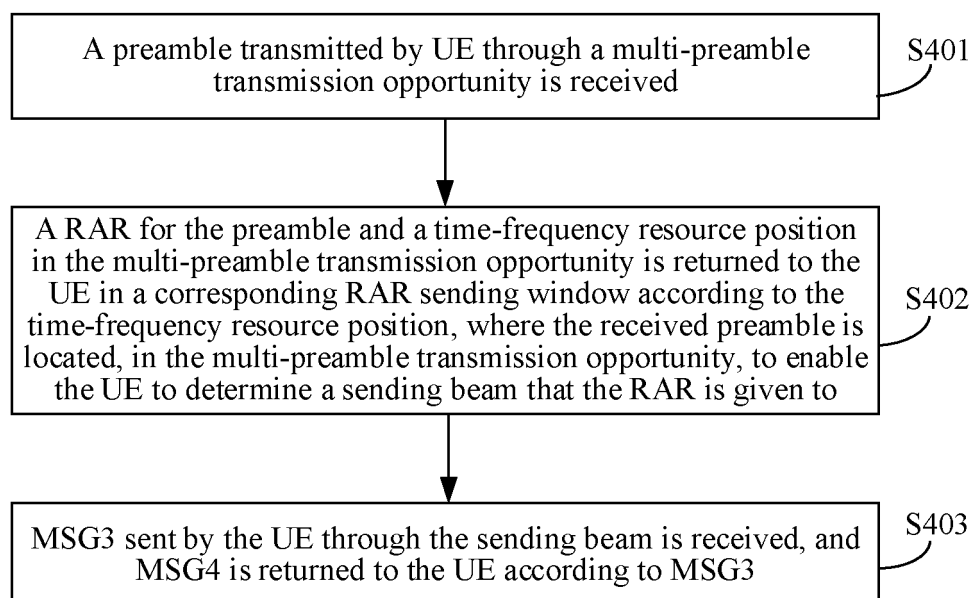 A preamble transmitted by UE through a multi-preamble
transmission opportunity is received
S401
A RAR for the preamble and a time-frequency resource position
in the multi-preamble transmission opportunity is returned to the
UE in a corresponding RAR sending window according to the
time-frequency resource position, where the received preamble is
located, in the multi-preamble transmission opportunity, to enable
the UE to determine a sending beam that the RAR is given to
S402
MSG3 sent by the UE through the sending beam is received, and
MSG4 is returned to the UE according to MSG3
S403